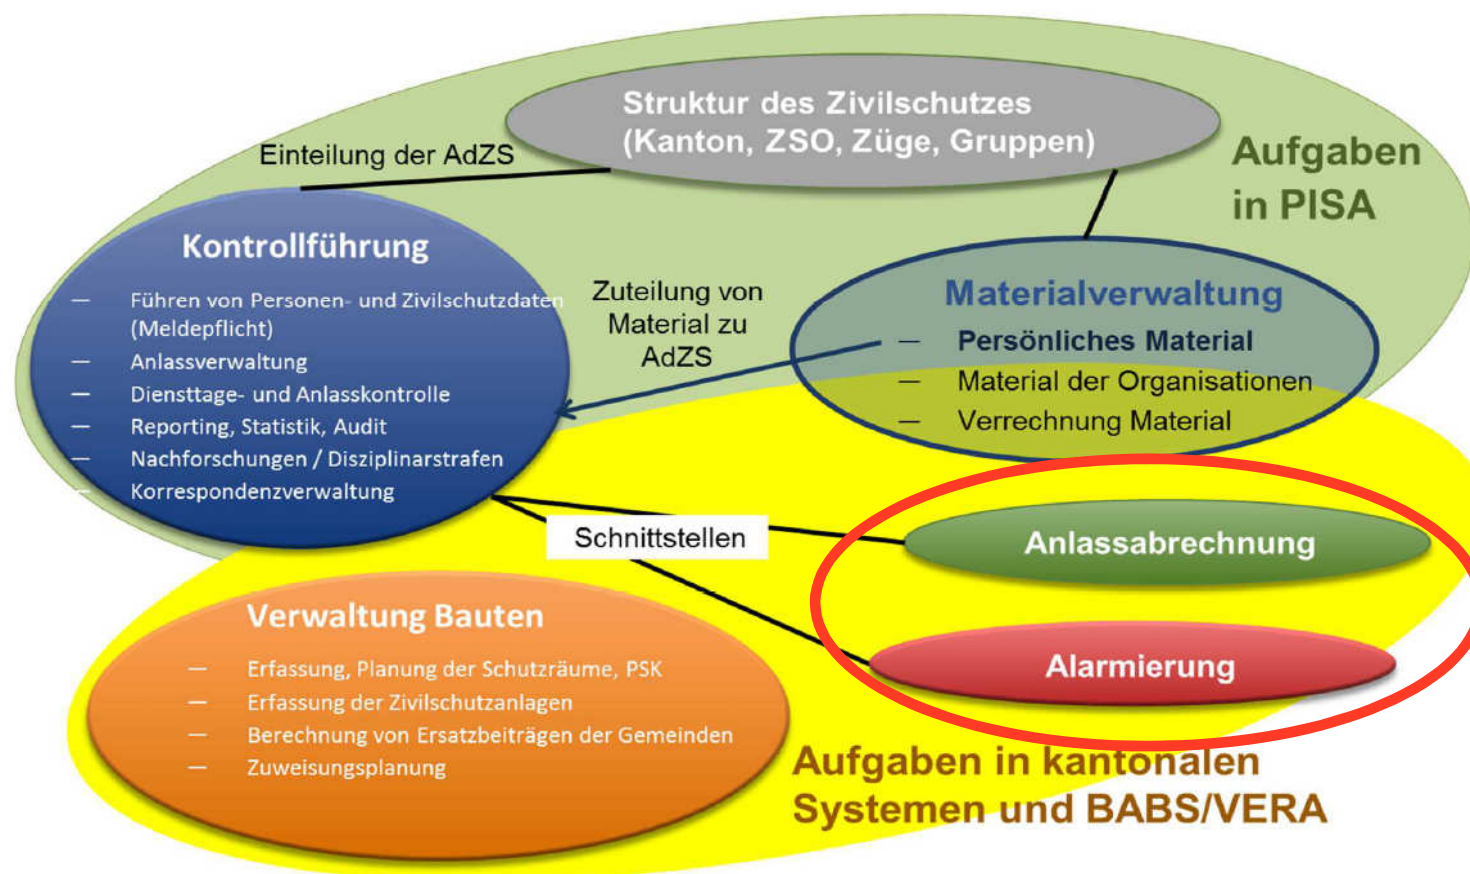 Struktur des Zivilschutzes
(Kanton, ZSO, Züge, Gruppen)
Einteilung der AdZS
Aufgaben
in PISA
Kontrollführung
— Führen von Personen- und Zivilschutzdaten
(Meldepflicht)
— Anlassverwaltung
— Diensttage- und Anlasskontrolle
— Reporting, Statistik, Audit
— Nachforschungen / Disziplinarstrafen
— Korrespondenzverwaltung
Zuteilung von
Material zu
AdZS
Materialverwaltung
— Persönliches Material
— Material der Organisationen
— Verrechnung Material
Schnittstellen
Anlassabrechnung
Alarmierung
Verwaltung Bauten
— Erfassung, Planung der Schutzräume, PSK
— Erfassung der Zivilschutzanlagen
— Berechnung von Ersatzbeiträgen der Gemeinden
— Zuweisungsplanung
Aufgaben in kantonalen
Systemen und BABS/VERA